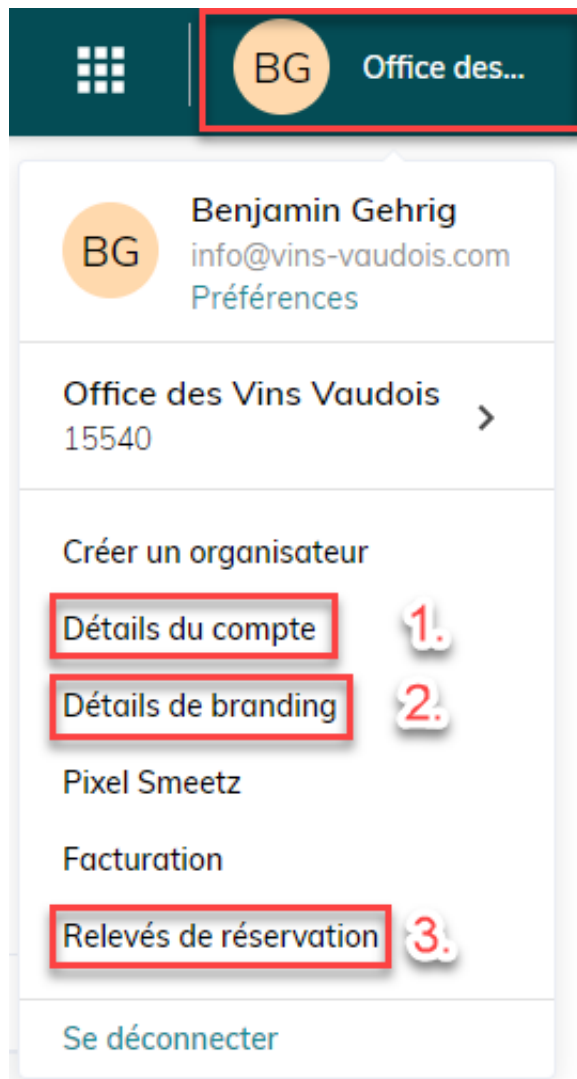 BG Office des...
BG
Benjamin Gehrig
info@vins-vaudois.com
Préférences
Office des Vins Vaudois
15540
Créer un organisateur
Détails du compte 1.
Détails de branding 2.
Pixel Smeetz
Facturation
Relevés de réservation 3.
Se déconnecter